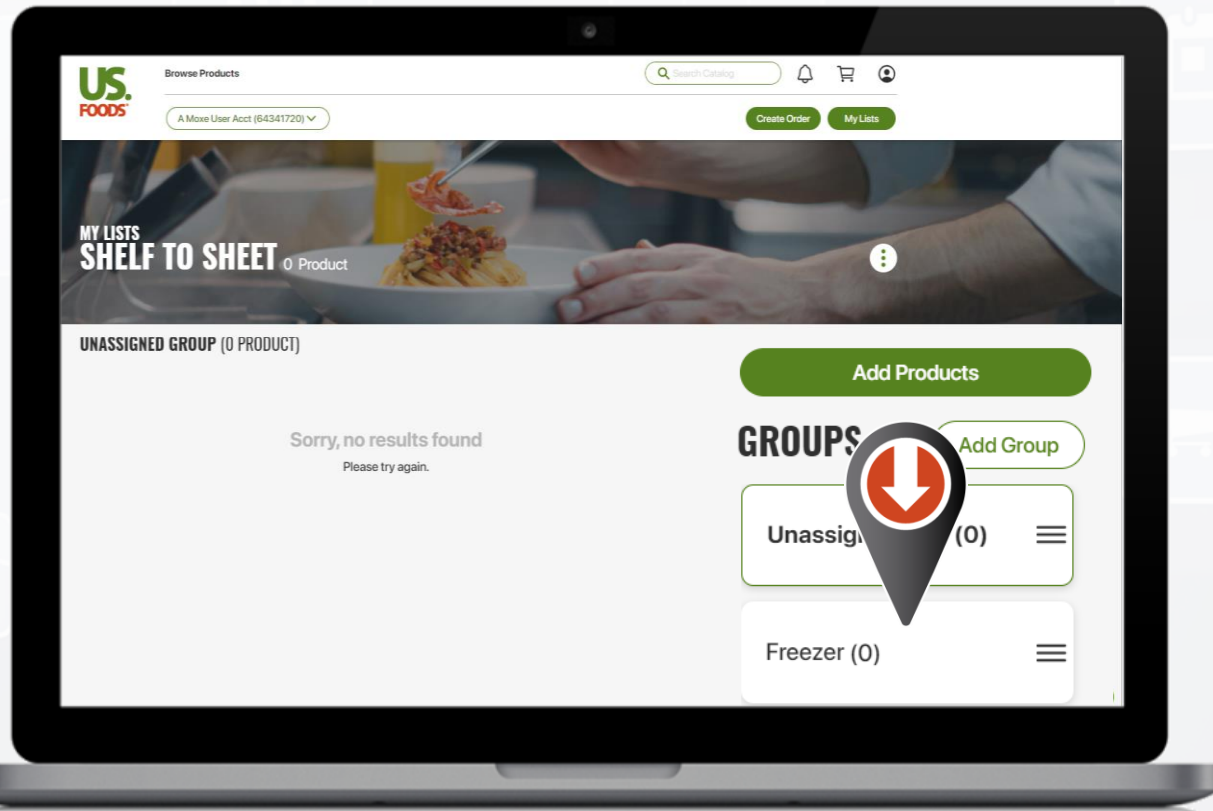 US.
FOODS
Browse Products
Search Catalog
A Moxe User Acct (64341720)
Create Order
My Lists
MY LISTS
SHELF TO SHEET 0 Product
UNASSIGNED GROUP (0 PRODUCT)
Add Products
Sorry, no results found
Please try again.
GROUPS
Add Group
(0)
Freezer (0)